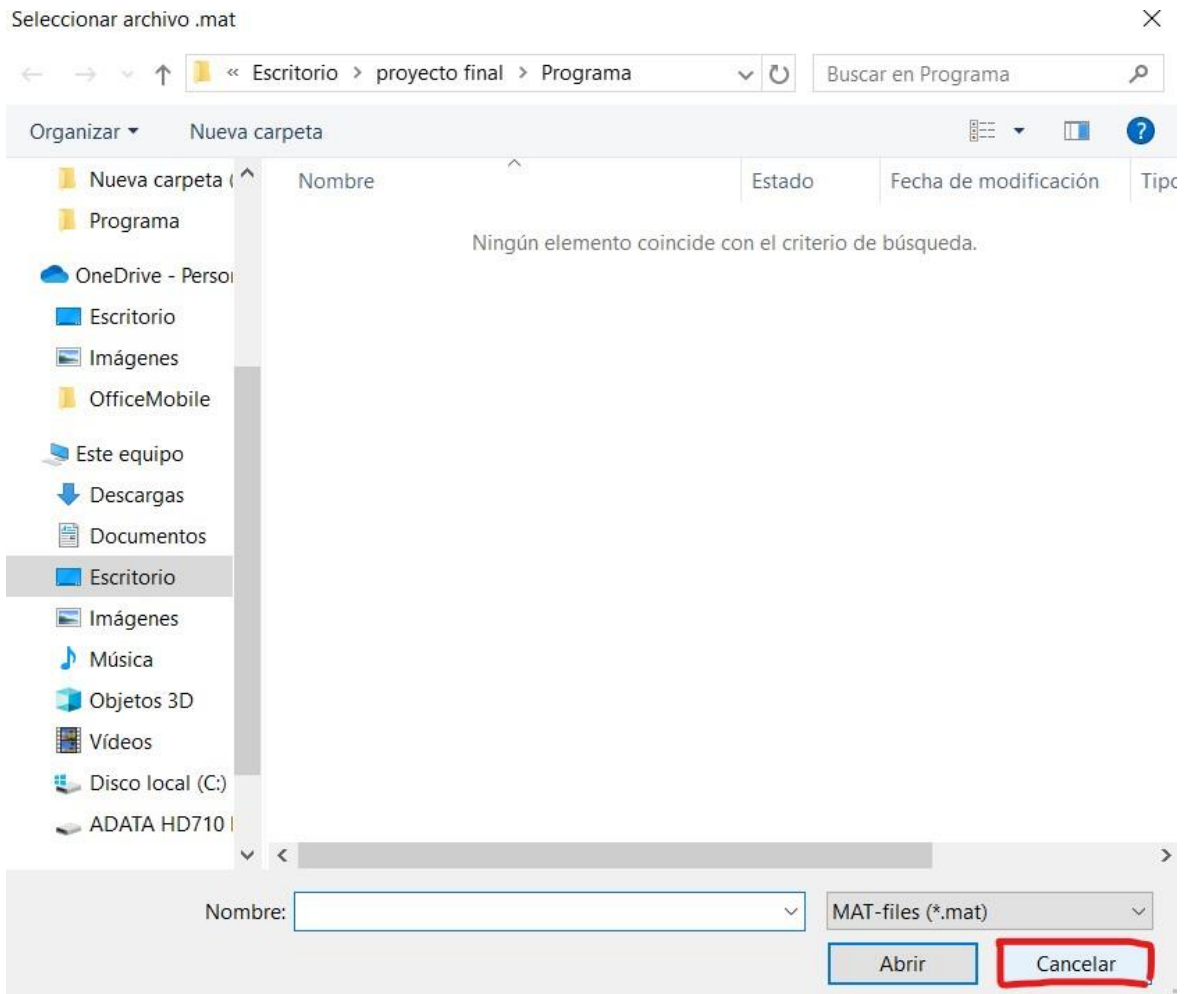 Seleccionar archivo .mat
« Escritorio > proyecto final > Programa
Buscar en Programa
Organizar
Nueva carpeta
Nueva carpeta (
Programa
OneDrive - Person
Escritorio
Imágenes
OfficeMobile
Este equipo
Descargas
Documentos
Escritorio
Imágenes
Música
Objetos 3D
Vídeos
Disco local (C:)
ADATA HD710
Nombre
Estado
Fecha de modificación
Tipo
Ningún elemento coincide con el criterio de búsqueda.
Nombre:
MAT-files (*.mat)
Abrir
Cancelar